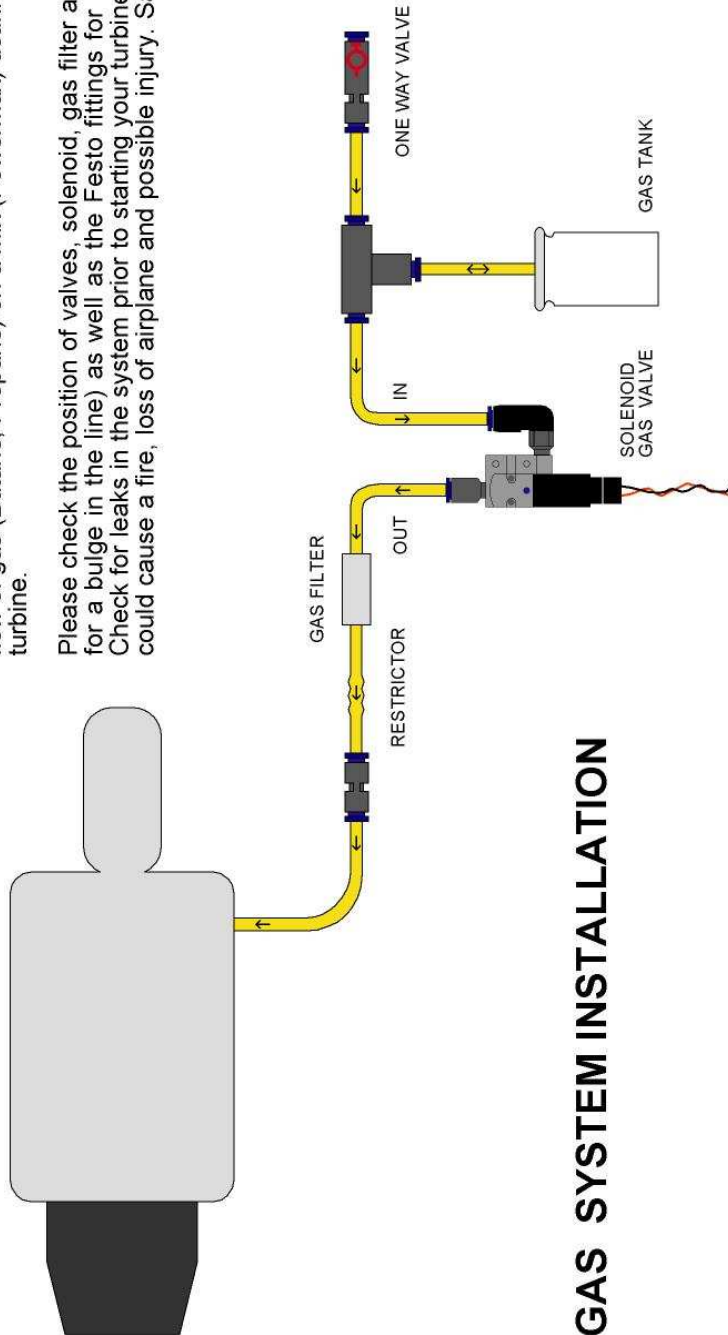 turbine.
Please check the position of valves, solenoid, gas filter
for a bulge in the line) as well as the Festo fittings for
Check for leaks in the system prior to starting your
could cause a fire, loss of airplane and possible injury.
ONE WAY VALVE
GAS TANK
IN
SOLENOID
GAS VALVE
OUT
GAS FILTER
RESTRICTOR
GAS SYSTEM INSTALLATION